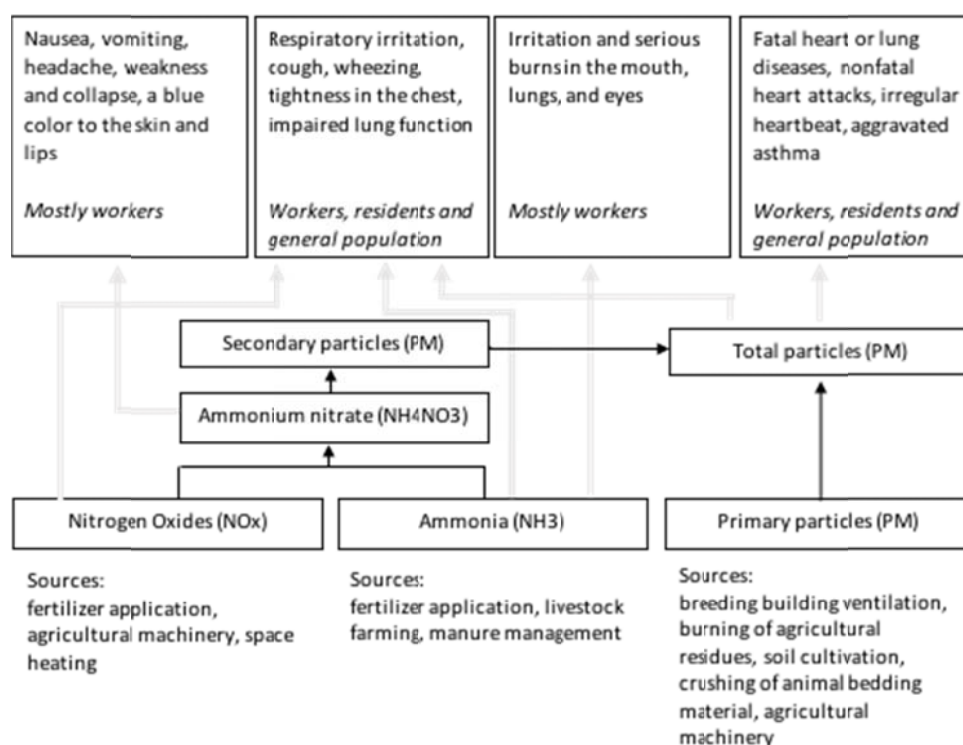 Nausea, vomiting,
headache, weakness
and collapse, a blue
color to the skin and
lips
Mostly workers
Respiratory irritation,
cough, wheezing,
tightness in the chest,
impaired lung function
Workers, residents and
general population
Irritation and serious
burns in the mouth,
lungs, and eyes
Mostly workers
Fatal heart or lung
diseases, nonfatal
heart attacks, irregular
heartbeat, aggravated
asthma
Workers, residents and
general population
Secondary particles (PM)
Total particles (PM)
Ammonium nitrate (NH4NO3)
Nitrogen Oxides (NOx)
Ammonia (NH3)
Primary particles (PM)
Sources:
fertilizer application,
agricultural machinery, space
heating
Sources:
fertilizer application, livestock
farming, manure management
Sources:
breeding building ventilation,
burning of agricultural
residues, soil cultivation,
crushing of animal bedding
material, agricultural
machinery